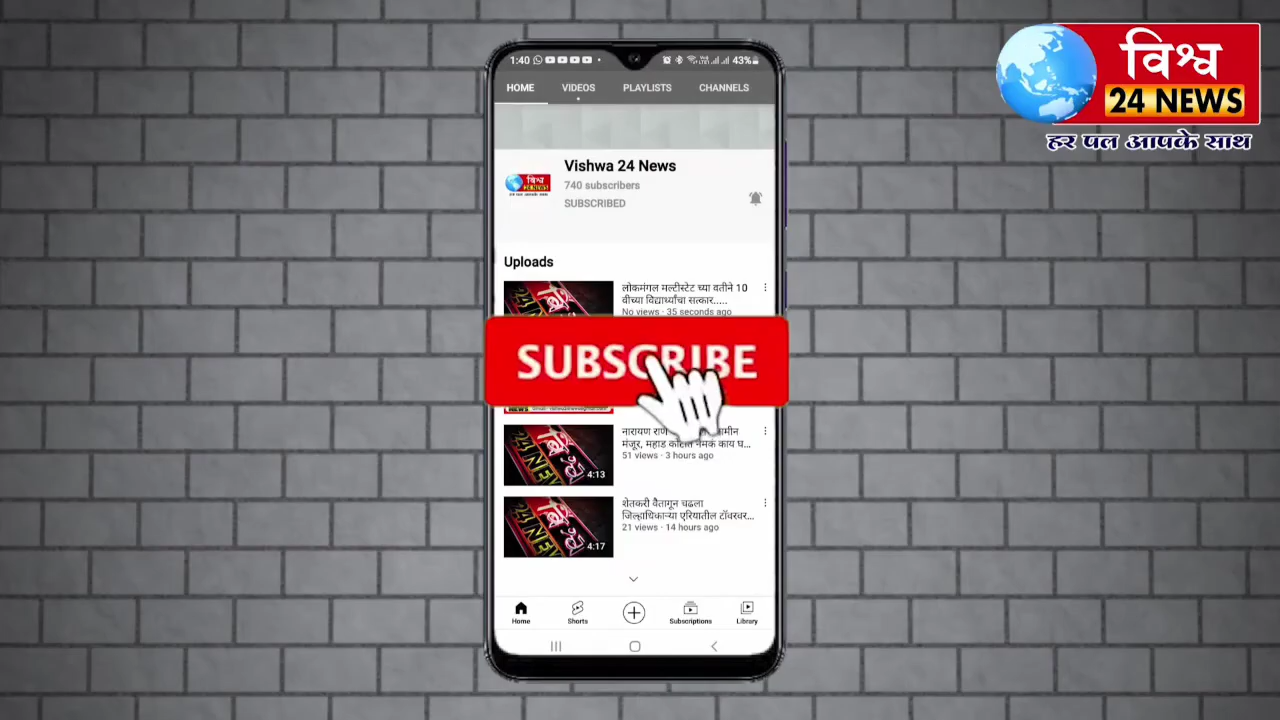 विश्व
24 NEWS
हर पल आपके साथ
1:40
43%
HOME VIDEOS PLAYLISTS CHANNELS
Vishwa 24 News
740 subscribers
SUBSCRIBED
Uploads
लोकमंगल मल्टीस्टेट च्या वतीने 10
वीच्या विद्यार्थ्यांचा सत्कार.....
No views · 35 seconds ago
SUBSCRIBE
नारायण
मंजूर, महाड कोर्टात नेमकं काय घ...
51 views · 3 hours ago
4:13
शेतकरी वैतागून चढला
जिल्हाधिकाऱ्या एरियातील टॉवरवर...
21 views · 14 hours ago
4:17
Home Shorts Subscriptions Library